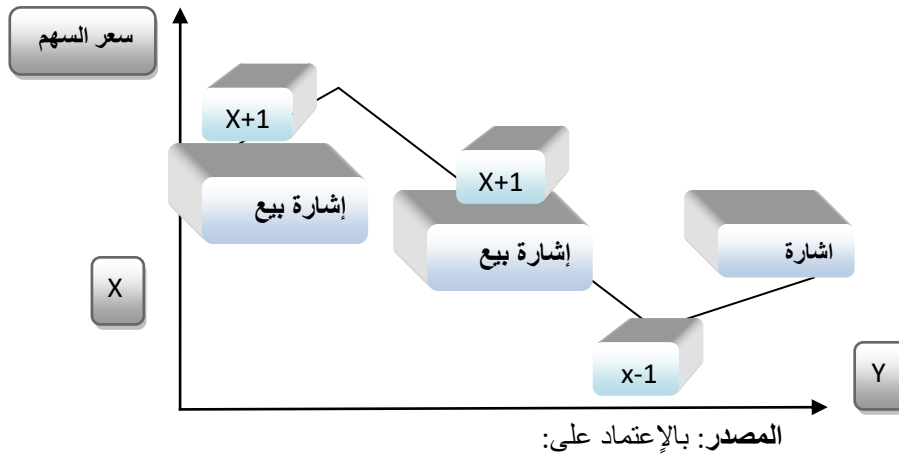 سعر السهم
X+1
إشارة بيع
X+1
إشارة بيع
اشارة
X
x-1
Y
المصدر: بالإعتماد على: